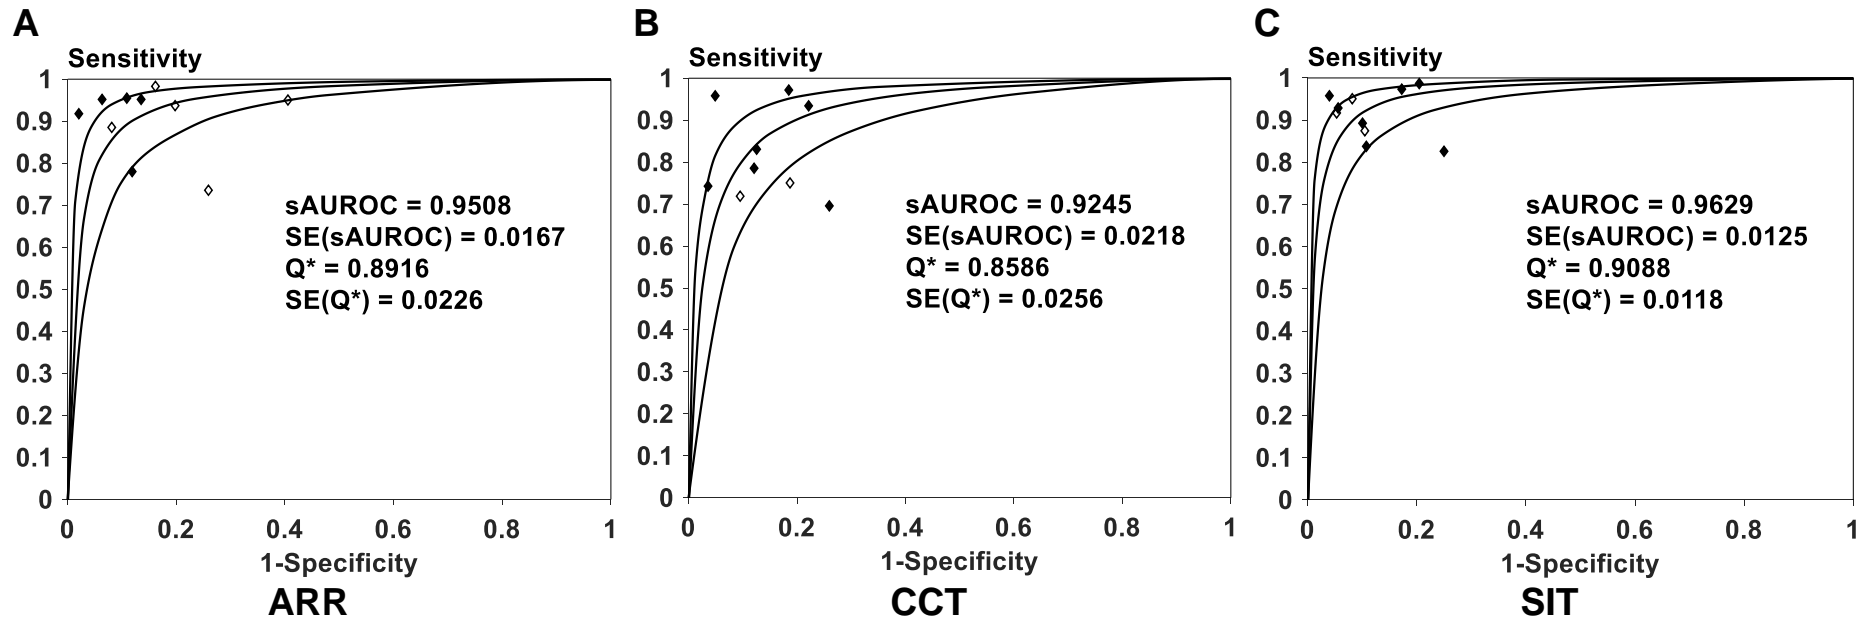 A
Sensitivity
1
0.9
0.8
0.7
0.6
0.5
0.4
0.3
0.2
0.1
0
sAUROC = 0.9508
SE(sAUROC) = 0.0167
Q* = 0.8916
SE(Q*) = 0.0226
0 0.2 0.4 0.6 0.8 1
1-Specificity
ARR
B
Sensitivity
1
0.9
0.8
0.7
0.6
0.5
0.4
0.3
0.2
0.1
0
sAUROC = 0.9245
SE(sAUROC) = 0.0218
Q* = 0.8586
SE(Q*) = 0.0256
0 0.2 0.4 0.6 0.8 1
1-Specificity
CCT
C
Sensitivity
1
0.9
0.8
0.7
0.6
0.5
0.4
0.3
0.2
0.1
0
sAUROC = 0.9629
SE(sAUROC) = 0.0125
Q* = 0.9088
SE(Q*) = 0.0118
0 0.2 0.4 0.6 0.8 1
1-Specificity
SIT